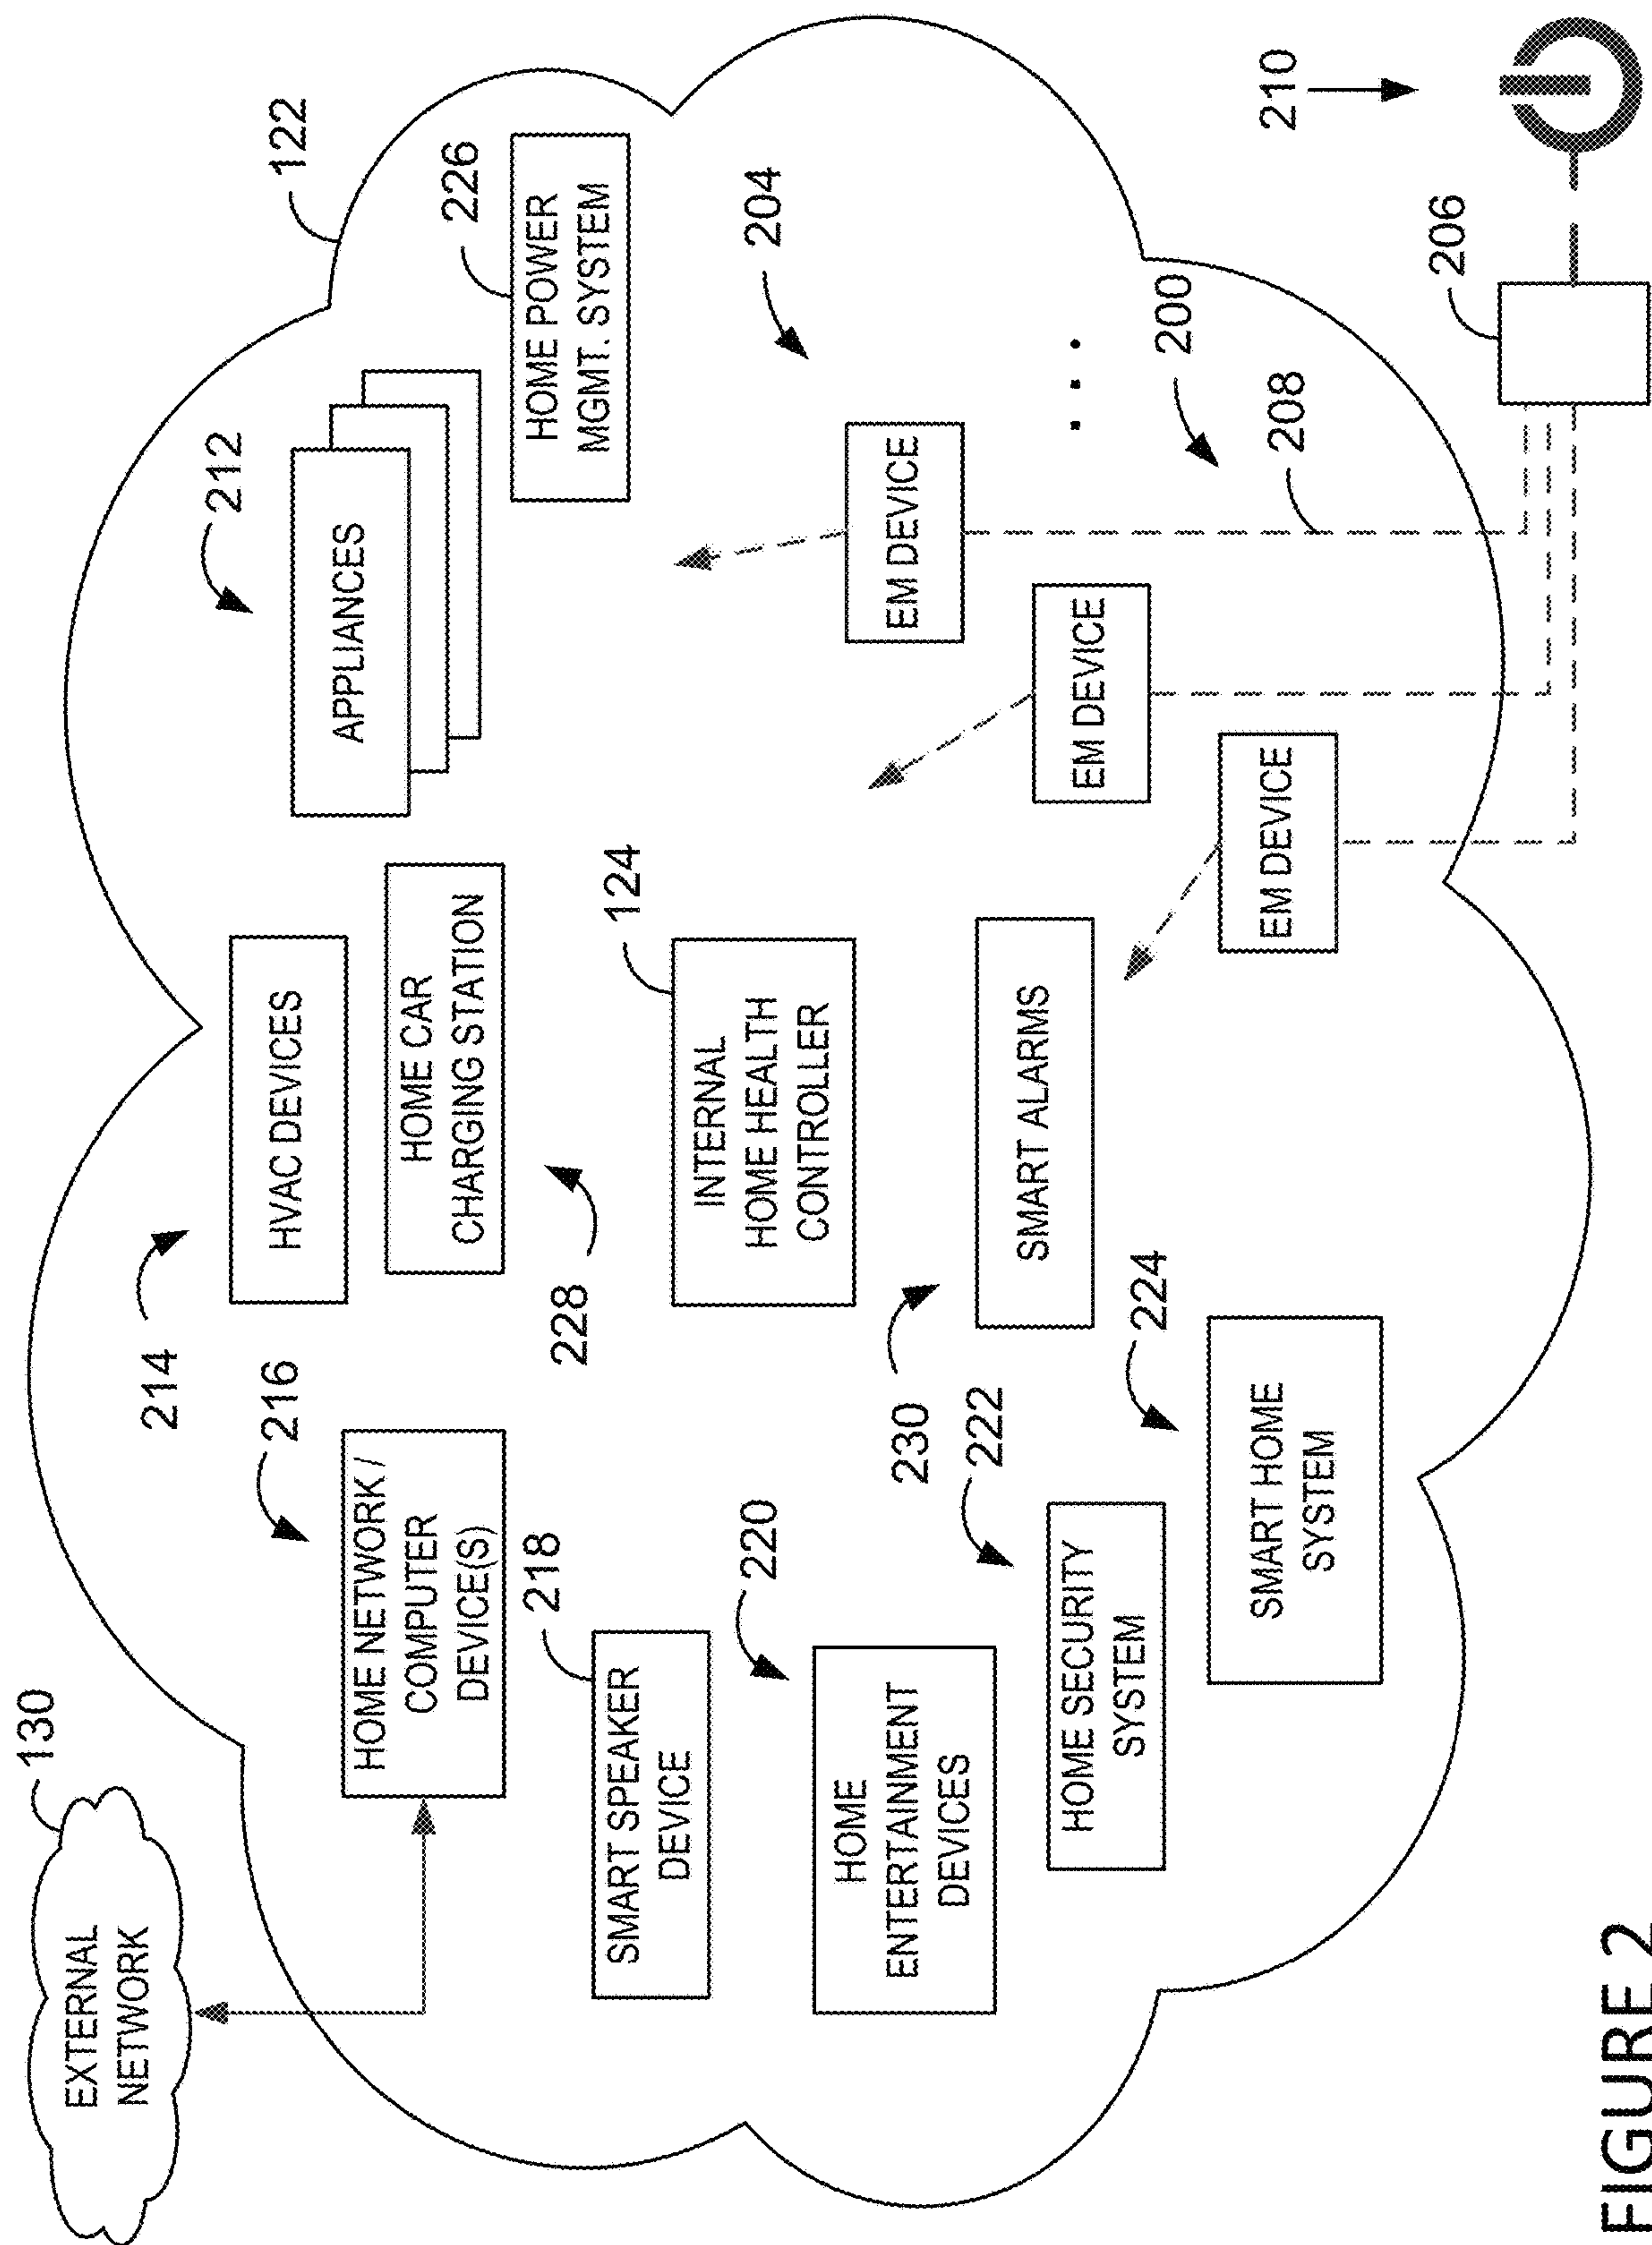 EXTERNAL
NETWORK
130
122
HOME NETWORK /
COMPUTER
DEVICE(S)
216
214
HVAC DEVICES
HOME CAR
CHARGING STATION
228
212
APPLIANCES
226
HOME POWER
MGMT. SYSTEM
218
SMART SPEAKER
DEVICE
220
HOME
ENTERTAINMENT
DEVICES
124
INTERNAL
HOME HEALTH
CONTROLLER
204
EM DEVICE
EM DEVICE
EM DEVICE
...
200
208
230
SMART ALARMS
222
HOME SECURITY
SYSTEM
224
SMART HOME
SYSTEM
206
210
FIGURE 2